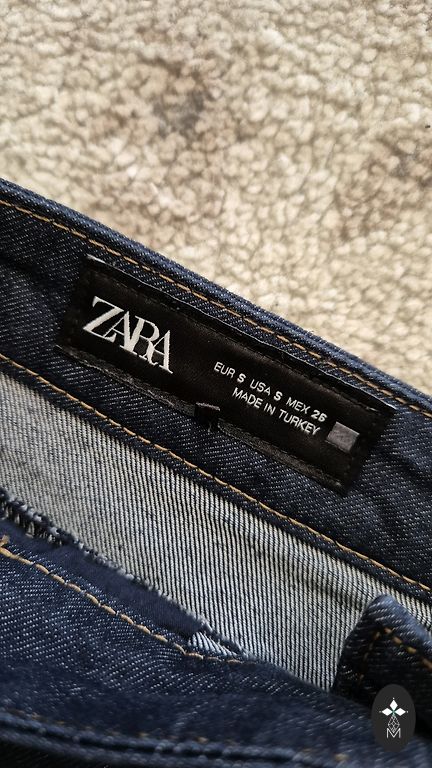 ZARA
EUR S USA S MEX 26
MADE IN TURKEY
M